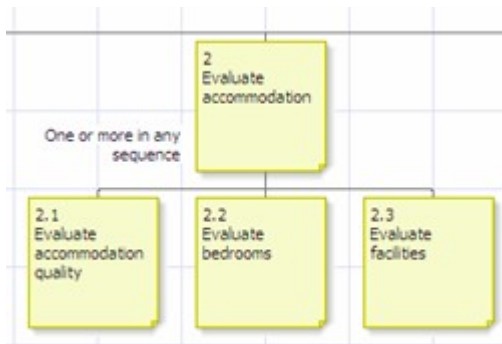 2
Evaluate
accommodation
One or more in any
sequence
2.1
Evaluate
accommodation
quality
2.2
Evaluate
bedrooms
2.3
Evaluate
facilities